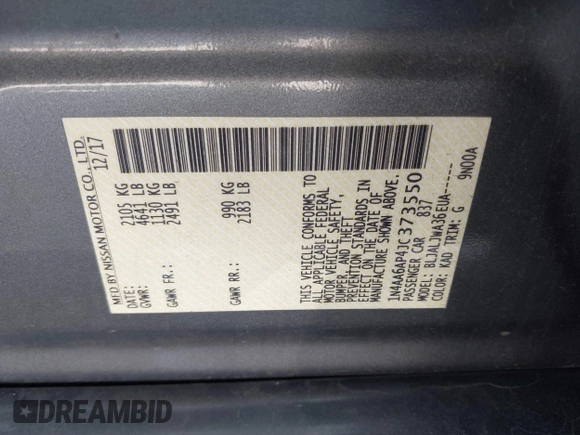 MFD BY NISSAN MOTOR CO., LTD.
DATE: 12/17
GVWR: 2105 KG
4641 LB
GAWR FR: 1130 KG
2491 LB
GAWR RR: 990 KG
2183 LB
THIS VEHICLE CONFORMS TO
ALL APPLICABLE FEDERAL
MOTOR VEHICLE SAFETY,
BUMPER, AND THEFT
PREVENTION STANDARDS IN
EFFECT ON THE DATE OF
MANUFACTURE SHOWN ABOVE.
1N4AA6AP4JC373550
PASSENGER CAR 837
MODEL: BLJALJWA36EUA-----
COLOR: KAD TRIM: G 9N00A
DREAMBID